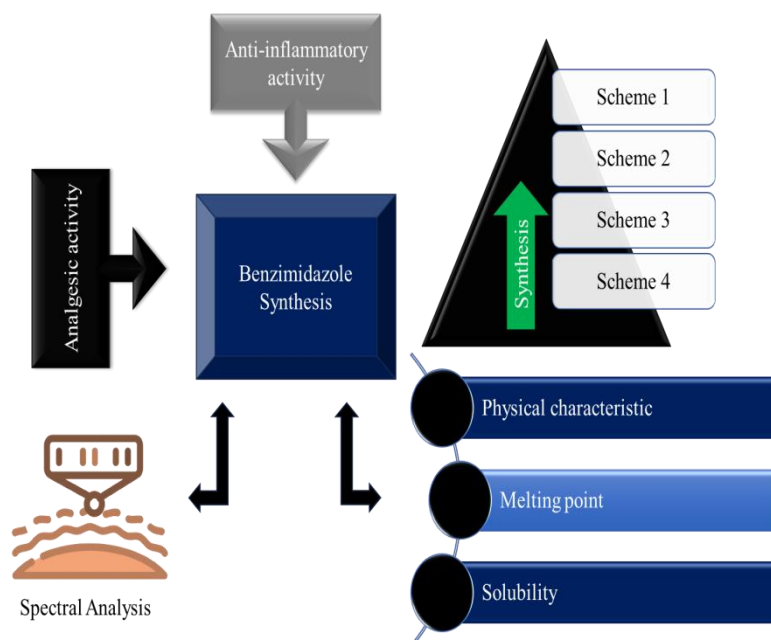 Anti-inflammatory
activity
Analgesic activity
Benzimidazole
Synthesis
Scheme 1
Scheme 2
Scheme 3
Scheme 4
Synthesis
Physical characteristic
Melting point
Solubility
Spectral Analysis